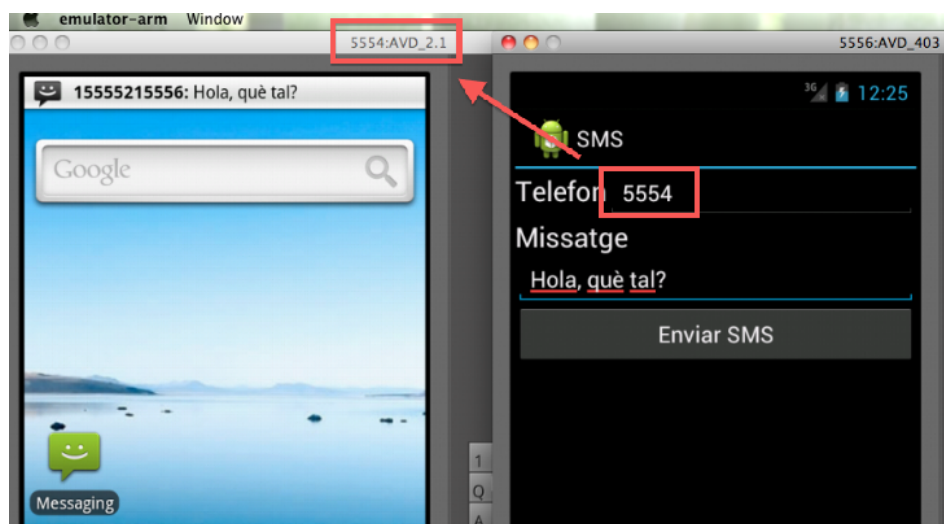 emulator-arm Window
5554:AVD_2.1
15555215556: Hola, què tal?
Google
Messaging
1
Q
A
5556:AVD_403
3G 12:25
SMS
Telefon 5554
Missatge
Hola, què tal?
Enviar SMS